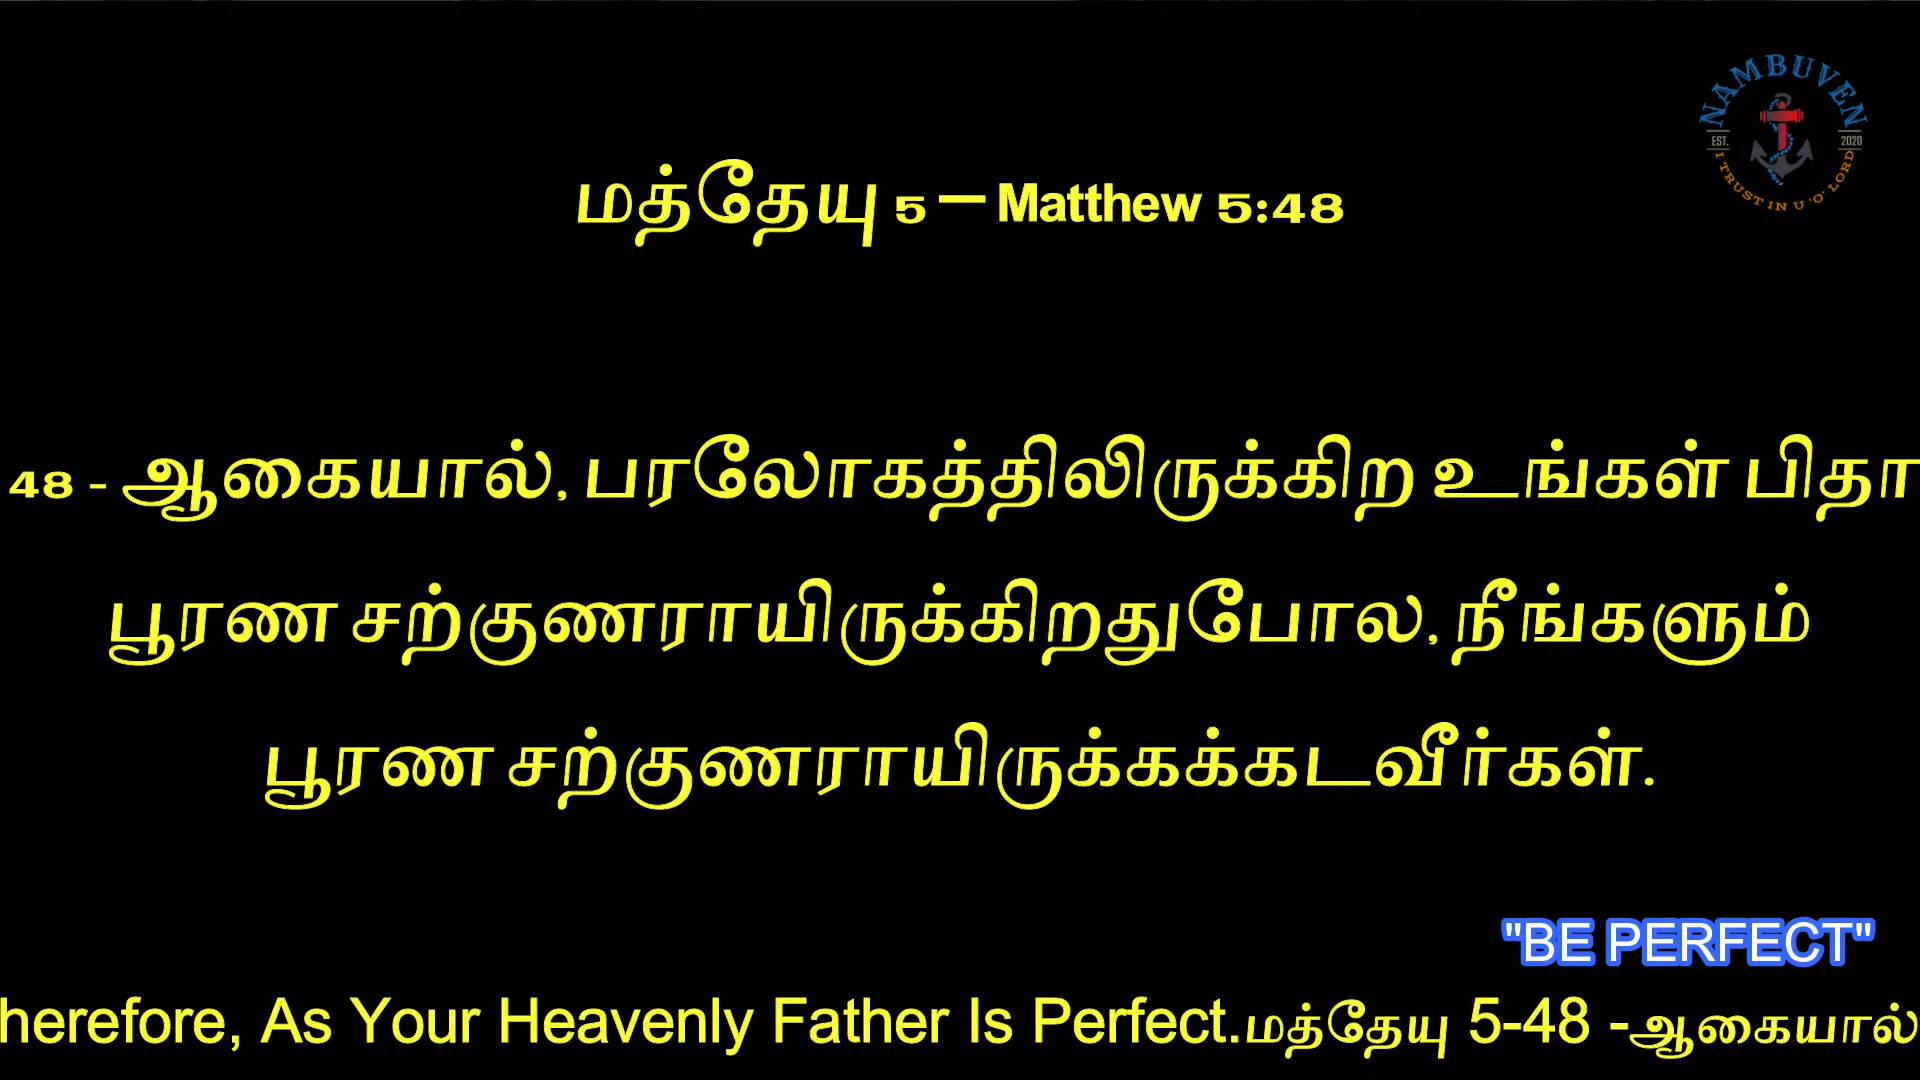 NAMBUVEN
EST. 2020
I TRUST IN U 'O' LORD
மத்தேயு 5 – Matthew 5:48
48 - ஆகையால், பரலோகத்திலிருக்கிற உங்கள் பிதா
பூரண சற்குணராயிருக்கிறதுபோல, நீங்களும்
பூரண சற்குணராயிருக்கக்கடவீர்கள்.
"BE PERFECT"
herefore, As Your Heavenly Father Is Perfect.மத்தேயு 5-48 -ஆகையால்